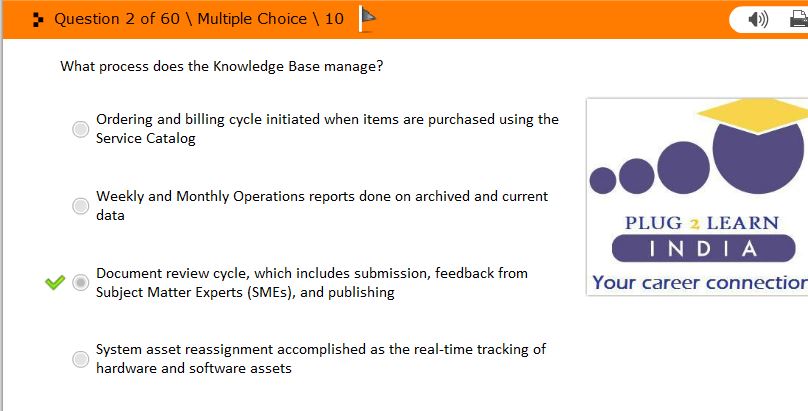 Question 2 of 60 \ Multiple Choice \ 10
What process does the Knowledge Base manage?
Ordering and billing cycle initiated when items are purchased using the
Service Catalog
Weekly and Monthly Operations reports done on archived and current
data
Document review cycle, which includes submission, feedback from
Subject Matter Experts (SMEs), and publishing
System asset reassignment accomplished as the real-time tracking of
hardware and software assets
PLUG 2 LEARN
INDIA
Your career connection